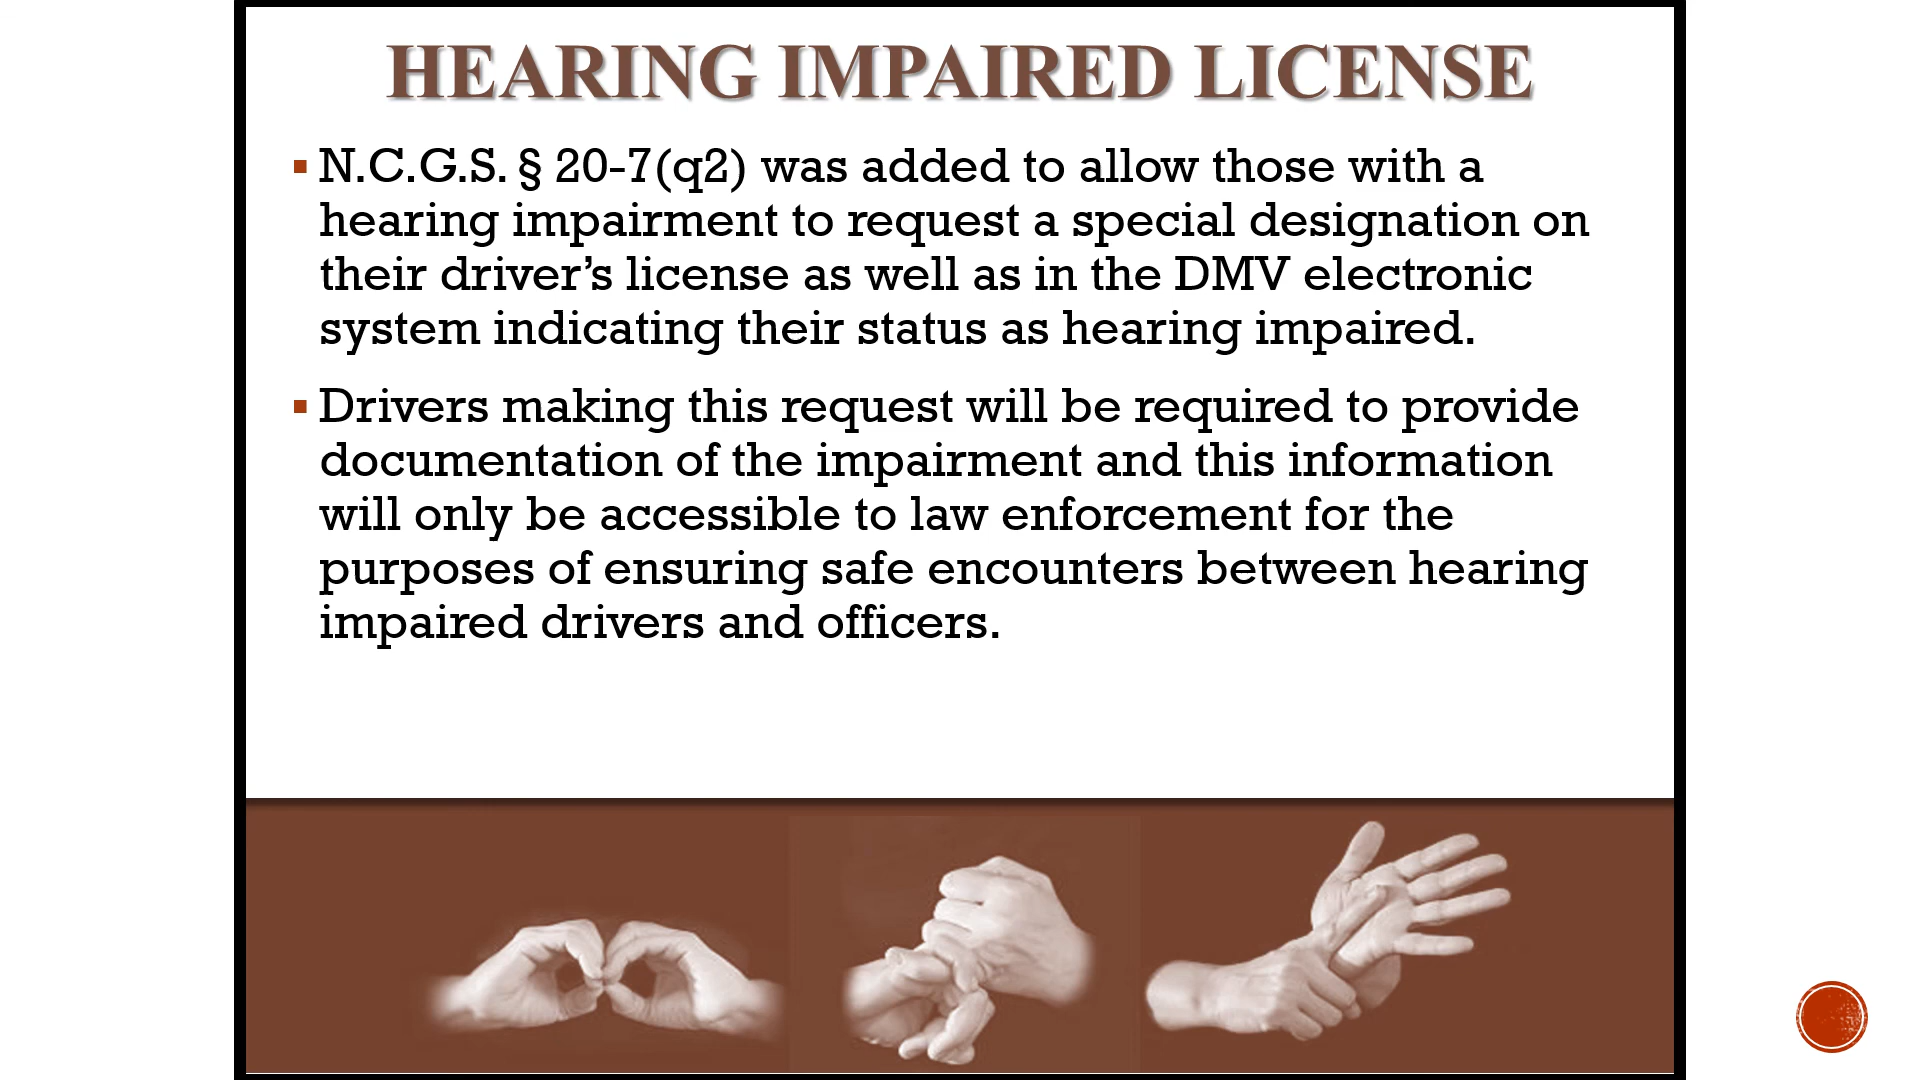 HEARING IMPAIRED LICENSE
▪ N.C.G.S. § 20-7(q2) was added to allow those with a
hearing impairment to request a special designation on
their driver’s license as well as in the DMV electronic
system indicating their status as hearing impaired.
▪ Drivers making this request will be required to provide
documentation of the impairment and this information
will only be accessible to law enforcement for the
purposes of ensuring safe encounters between hearing
impaired drivers and officers.